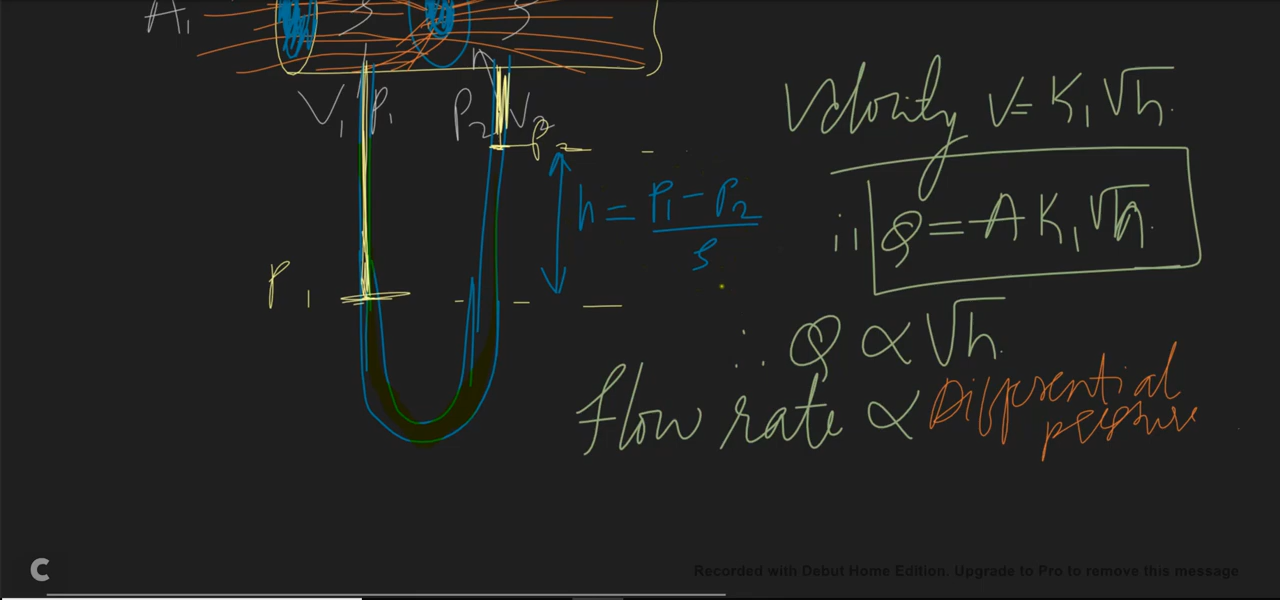 A₁
V₁ P₁ P₂ V₂
P₂
Velocity V = K₁ √h
h = P₁ - P₂ / ρ
Q = A K₁ √h
P₁
∴ Q ∝ √h
Flow rate ∝ Differential pressure
C
Recorded with Debut Home Edition. Upgrade to Pro to remove this message